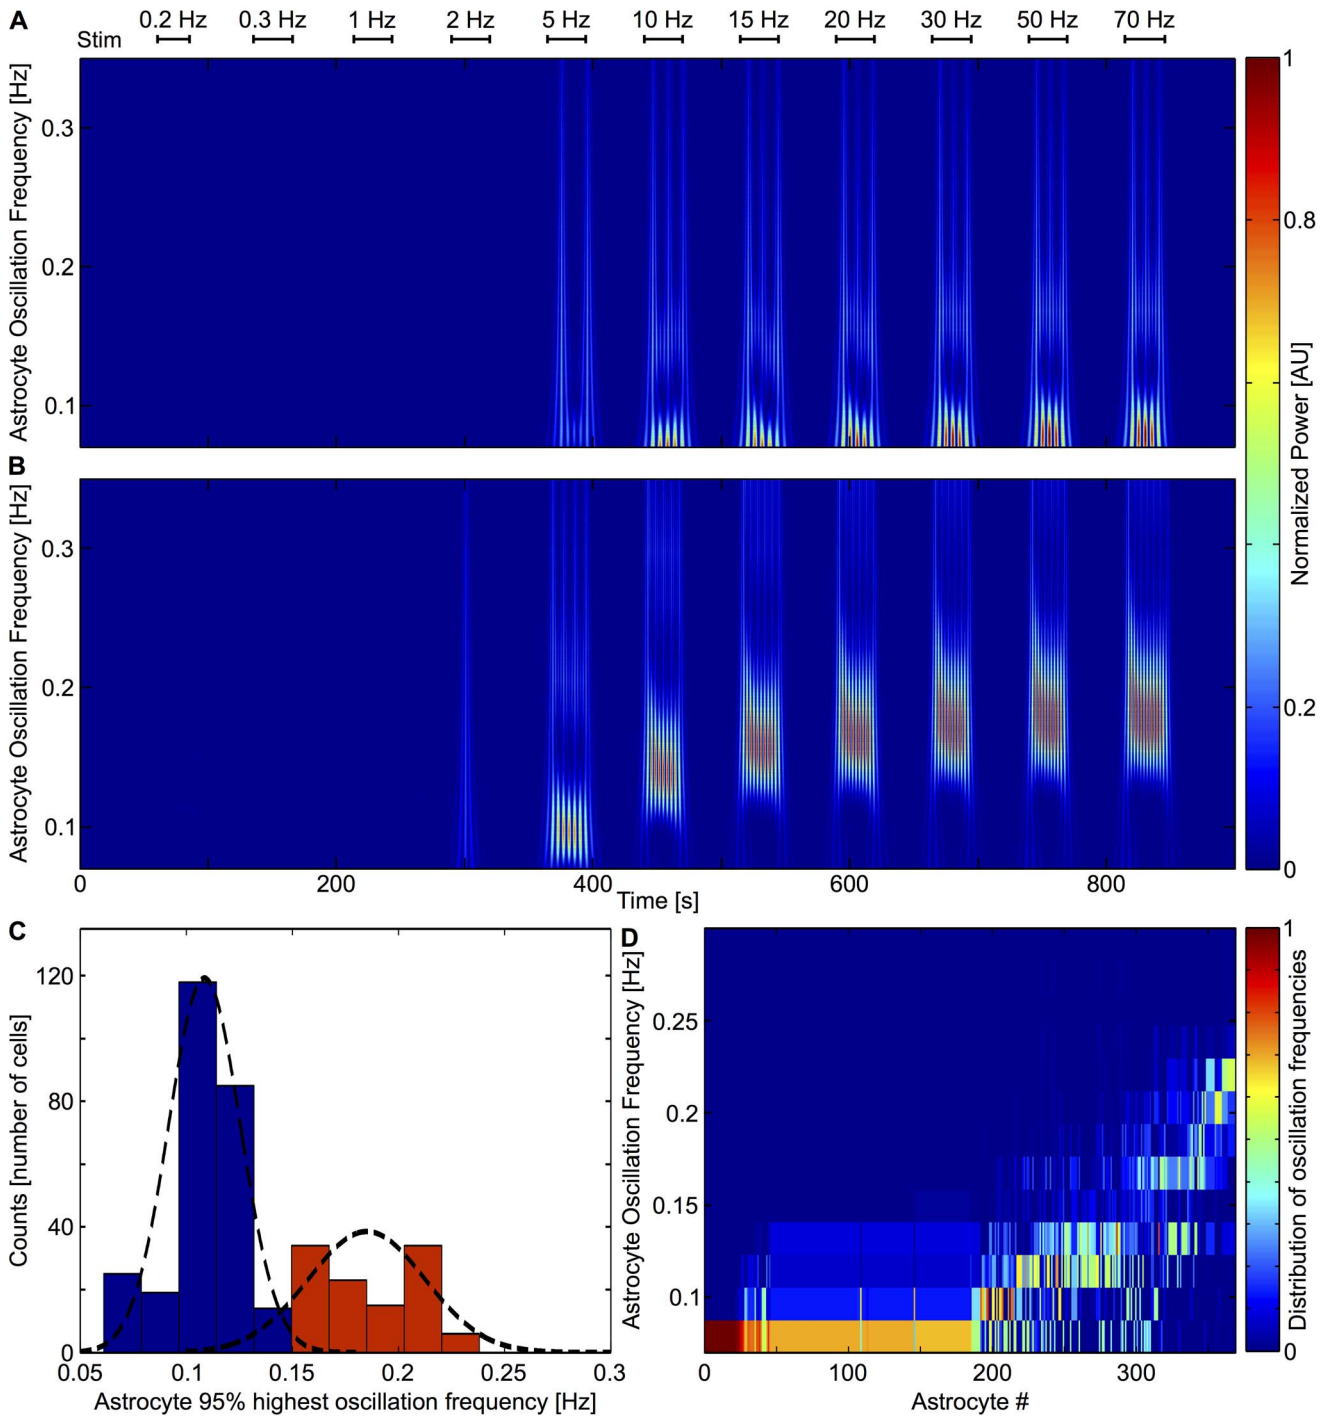 A
0.2 Hz 0.3 Hz 1 Hz 2 Hz 5 Hz 10 Hz 15 Hz 20 Hz 30 Hz 50 Hz 70 Hz
Stim
Astrocyte Oscillation Frequency [Hz]
0.3
0.2
0.1
B
Astrocyte Oscillation Frequency [Hz]
0.3
0.2
0.1
0 200 400 600 800
Time [s]
1
0.8
0.2
0
Normalized Power [AU]
C
Counts [number of cells]
120
80
40
0
0.05 0.1 0.15 0.2 0.25 0.3
Astrocyte 95% highest oscillation frequency [Hz]
D
Astrocyte Oscillation Frequency [Hz]
0.25
0.2
0.15
0.1
0 100 200 300
Astrocyte #
1
0
Distribution of oscillation frequencies